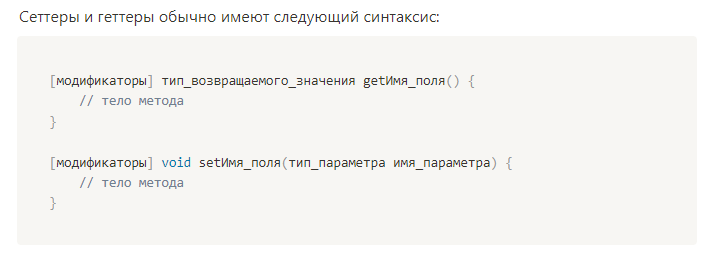 Сеттеры и геттеры обычно имеют следующий синтаксис:
[модификаторы] тип_возвращаемого_значения getИмя_поля() {
// тело метода
}
[модификаторы] void setИмя_поля(тип_параметра имя_параметра) {
// тело метода
}